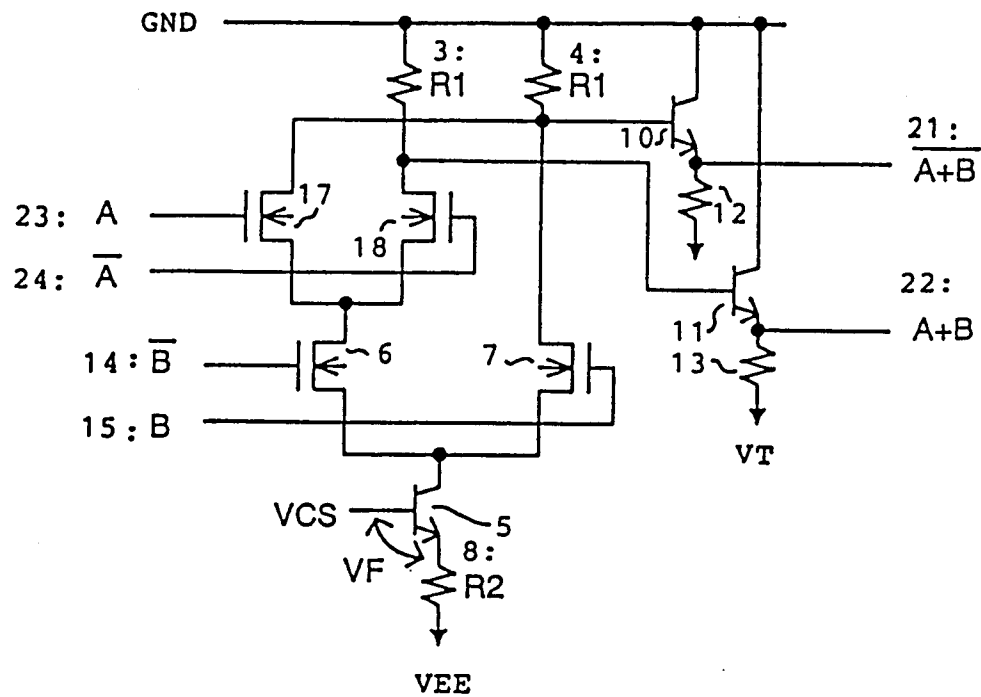 GND
3:
R1
4:
R1
10
21:
A̅+̅B̅
17
23: A
18
12
24: A̅
22:
A+B
11
14: B̅
6
7
13
15: B
VT
VCS
5
VF
8:
R2
VEE